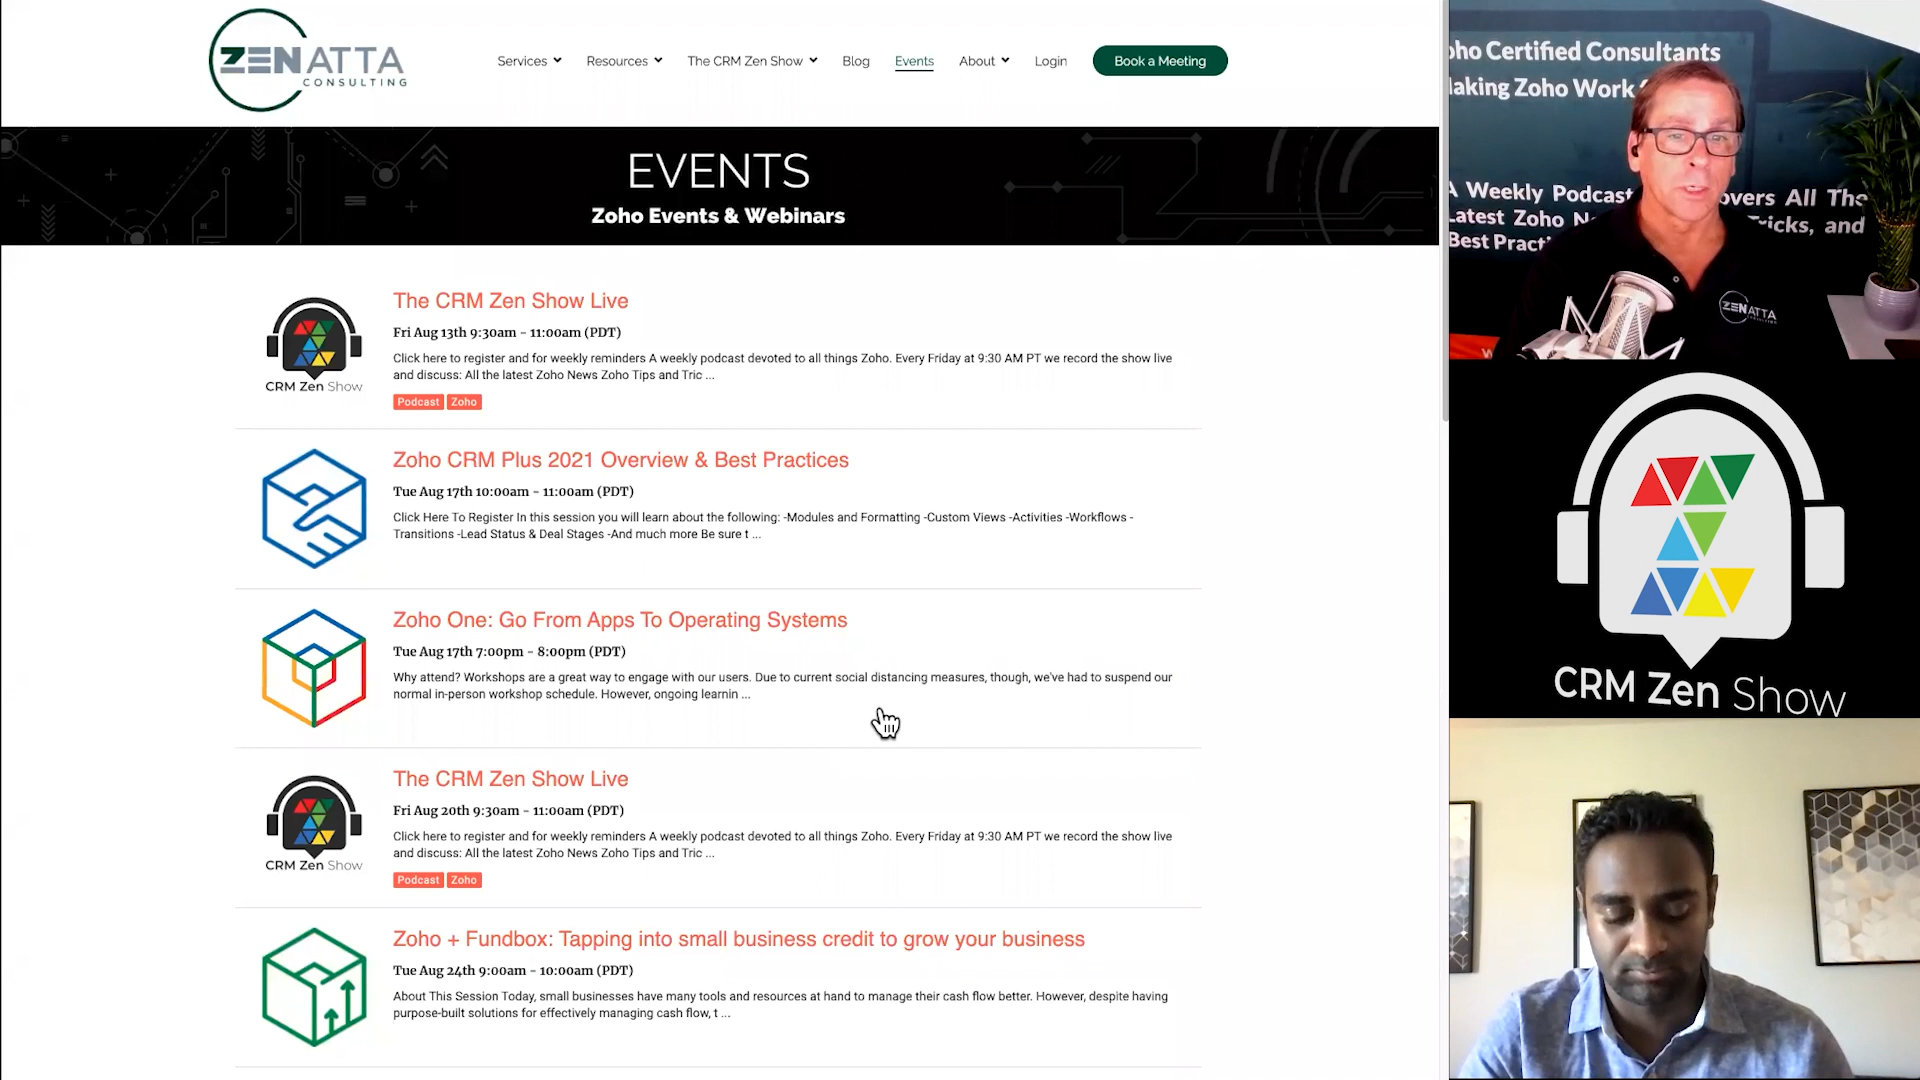 ZENATTA
CONSULTING
Services
Resources
The CRM Zen Show
Blog
Events
About
Login
Book a Meeting
EVENTS
Zoho Events & Webinars
The CRM Zen Show Live
Fri Aug 13th 9:30am - 11:00am (PDT)
Click here to register and for weekly reminders A weekly podcast devoted to all things Zoho. Every Friday at 9:30 AM PT we record the show live
and discuss: All the latest Zoho News Zoho Tips and Tric ...
Podcast Zoho
CRM Zen Show
Zoho CRM Plus 2021 Overview & Best Practices
Tue Aug 17th 10:00am - 11:00am (PDT)
Click Here To Register In this session you will learn about the following: -Modules and Formatting -Custom Views -Activities -Workflows -
Transitions -Lead Status & Deal Stages -And much more Be sure t ...
Zoho One: Go From Apps To Operating Systems
Tue Aug 17th 7:00pm - 8:00pm (PDT)
Why attend? Workshops are a great way to engage with our users. Due to current social distancing measures, though, we've had to suspend our
normal in-person workshop schedule. However, ongoing learnin ...
The CRM Zen Show Live
Fri Aug 20th 9:30am - 11:00am (PDT)
Click here to register and for weekly reminders A weekly podcast devoted to all things Zoho. Every Friday at 9:30 AM PT we record the show live
and discuss: All the latest Zoho News Zoho Tips and Tric ...
Podcast Zoho
CRM Zen Show
Zoho + Fundbox: Tapping into small business credit to grow your business
Tue Aug 24th 9:00am - 10:00am (PDT)
About This Session Today, small businesses have many tools and resources at hand to manage their cash flow better. However, despite having
purpose-built solutions for effectively managing cash flow, t ...
oho Certified Consultants
aking Zoho Work
A Weekly Podcast overs All The
atest Zoho N ricks, and
Best Practi
ZENATTA
CONSULTING
CRM Zen Show